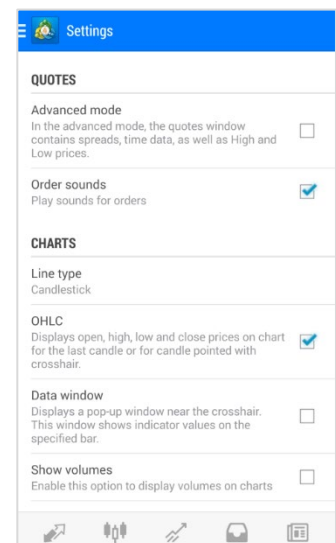 Settings
QUOTES
Advanced mode
In the advanced mode, the quotes window
contains spreads, time data, as well as High and
Low prices.
Order sounds
Play sounds for orders
CHARTS
Line type
Candlestick
OHLC
Displays open, high, low and close prices on chart
for the last candle or for candle pointed with
crosshair.
Data window
Displays a pop-up window near the crosshair.
This window shows indicator values on the
specified bar.
Show volumes
Enable this option to display volumes on charts